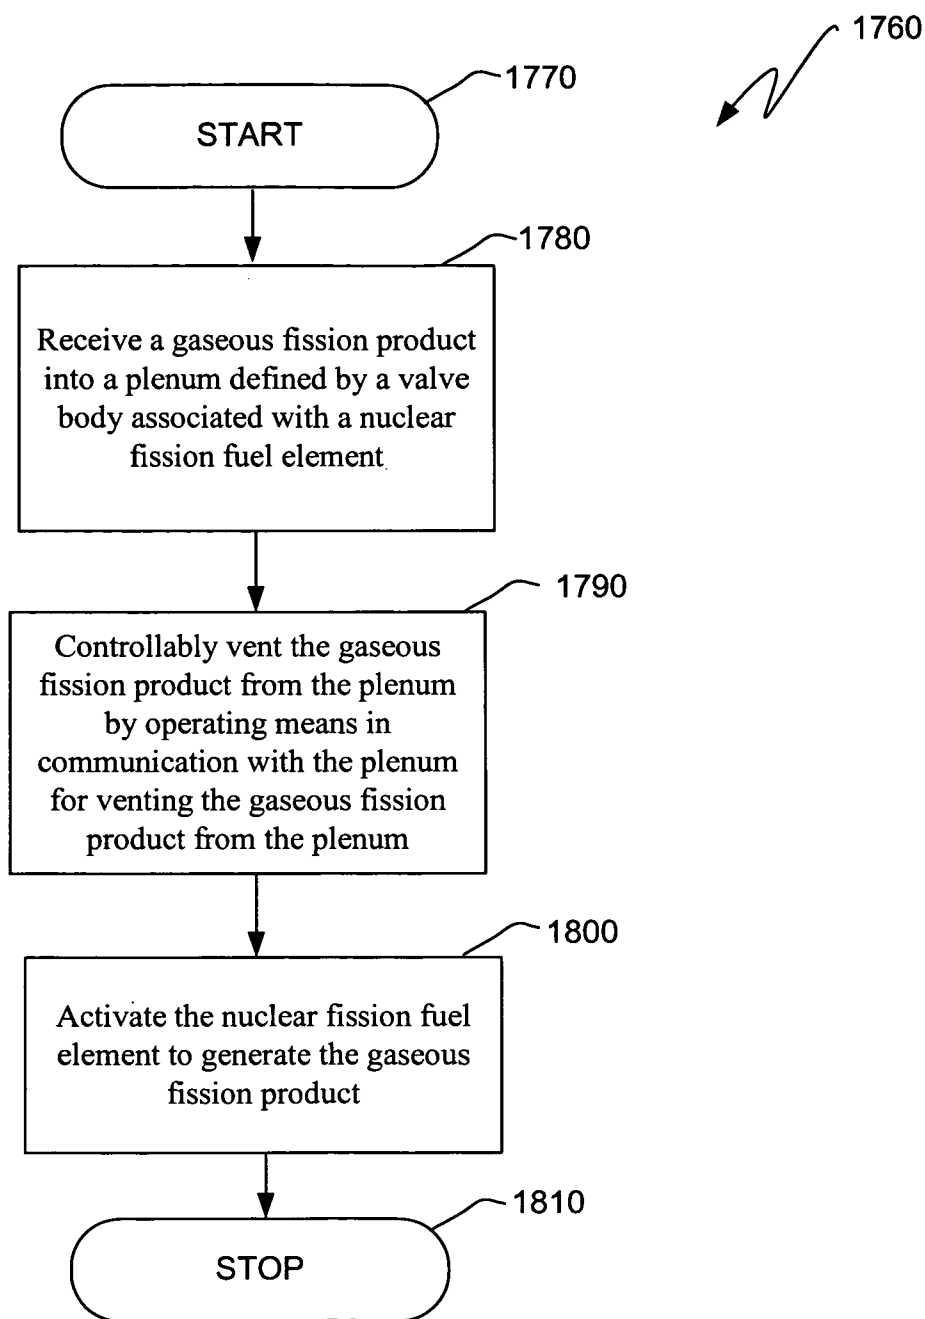 1760
1770
START
1780
Receive a gaseous fission product
into a plenum defined by a valve
body associated with a nuclear
fission fuel element
1790
Controllably vent the gaseous
fission product from the plenum
by operating means in
communication with the plenum
for venting the gaseous fission
product from the plenum
1800
Activate the nuclear fission fuel
element to generate the gaseous
fission product
1810
STOP